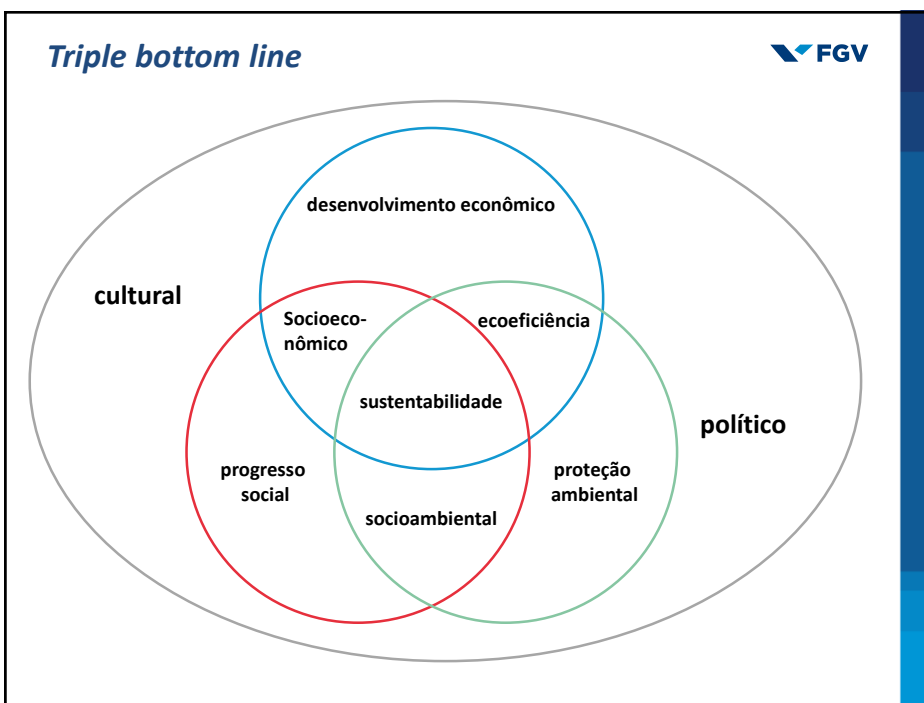 Triple bottom line
FGV
desenvolvimento econômico
cultural
Socioeco-
nômico
ecoeficiência
sustentabilidade
político
progresso
social
proteção
ambiental
socioambiental